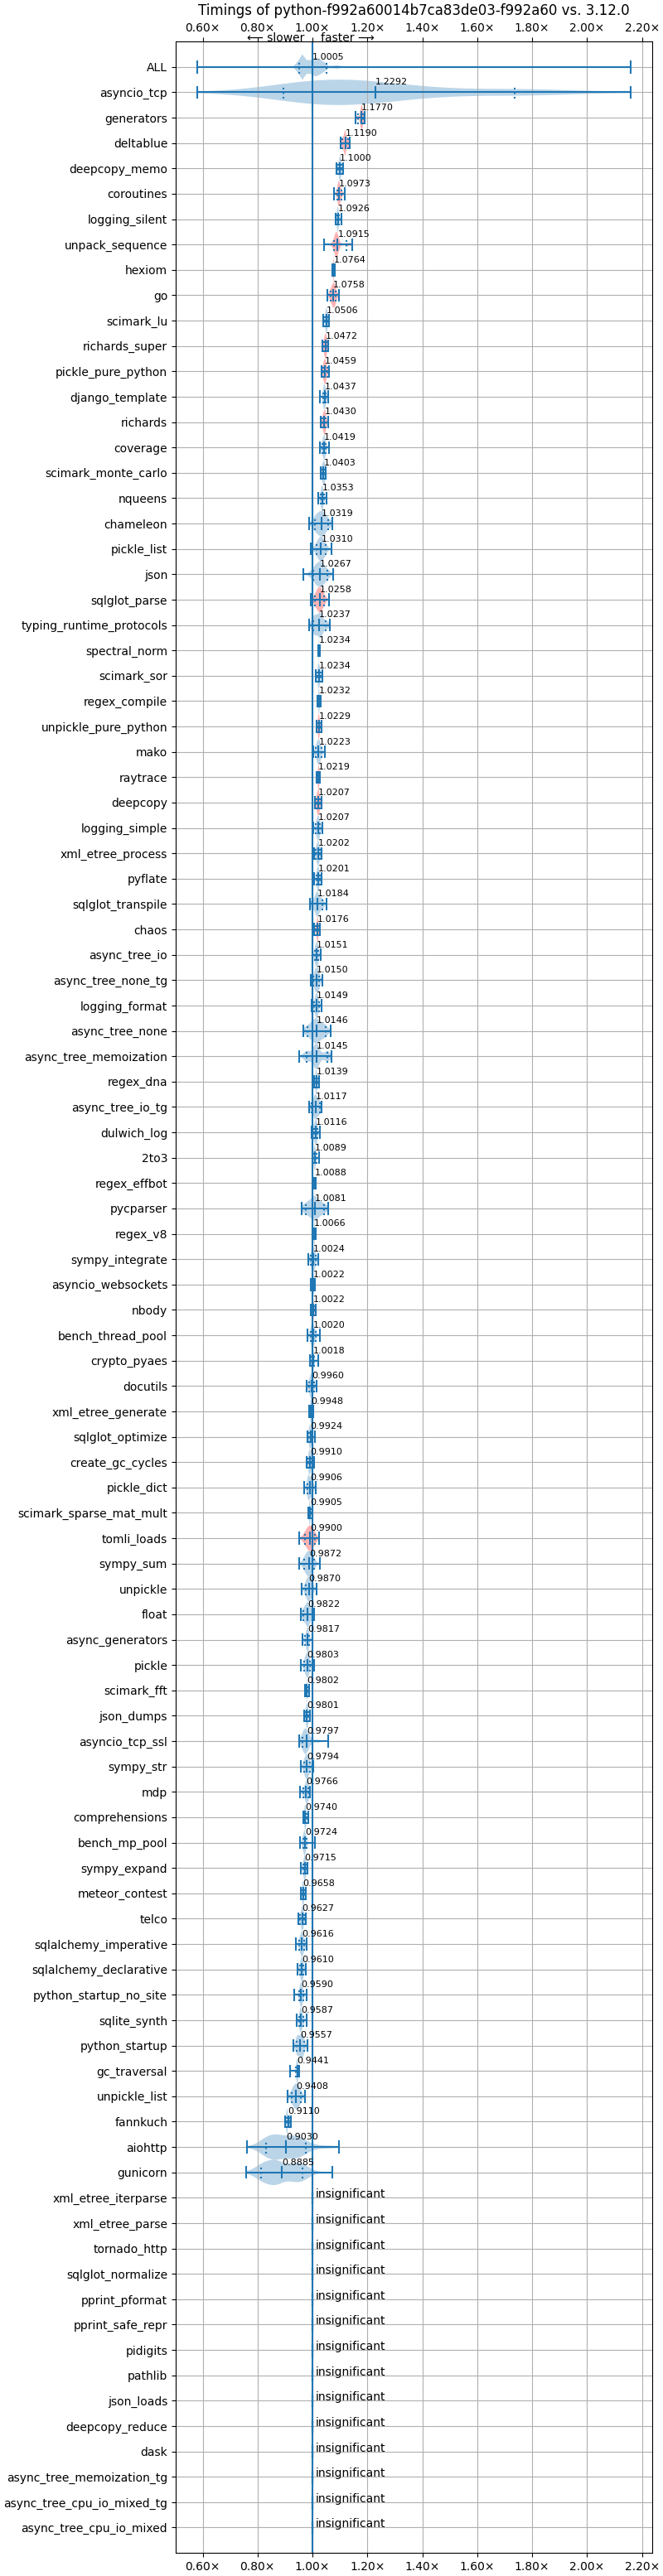 Timings of python-f992a60014b7ca83de03-f992a60 vs. 3.12.0
0.60× 0.80× 1.00× 1.20× 1.40× 1.60× 1.80× 2.00× 2.20×
⟵ slower faster ⟶
ALL 1.0005
asyncio_tcp 1.2292
generators 1.1770
deltablue 1.1190
deepcopy_memo 1.1000
coroutines 1.0973
logging_silent 1.0926
unpack_sequence 1.0915
hexiom 1.0764
go 1.0758
scimark_lu 1.0506
richards_super 1.0472
pickle_pure_python 1.0459
django_template 1.0437
richards 1.0430
coverage 1.0419
scimark_monte_carlo 1.0403
nqueens 1.0353
chameleon 1.0319
pickle_list 1.0310
json 1.0267
sqlglot_parse 1.0258
typing_runtime_protocols 1.0237
spectral_norm 1.0234
scimark_sor 1.0234
regex_compile 1.0232
unpickle_pure_python 1.0229
mako 1.0223
raytrace 1.0219
deepcopy 1.0207
logging_simple 1.0207
xml_etree_process 1.0202
pyflate 1.0201
sqlglot_transpile 1.0184
chaos 1.0176
async_tree_io 1.0151
async_tree_none_tg 1.0150
logging_format 1.0149
async_tree_none 1.0146
async_tree_memoization 1.0145
regex_dna 1.0139
async_tree_io_tg 1.0117
dulwich_log 1.0116
2to3 1.0089
regex_effbot 1.0088
pycparser 1.0081
regex_v8 1.0066
sympy_integrate 1.0024
asyncio_websockets 1.0022
nbody 1.0022
bench_thread_pool 1.0020
crypto_pyaes 1.0018
docutils 0.9960
xml_etree_generate 0.9948
sqlglot_optimize 0.9924
create_gc_cycles 0.9910
pickle_dict 0.9906
scimark_sparse_mat_mult 0.9905
tomli_loads 0.9900
sympy_sum 0.9872
unpickle 0.9870
float 0.9822
async_generators 0.9817
pickle 0.9803
scimark_fft 0.9802
json_dumps 0.9801
asyncio_tcp_ssl 0.9797
sympy_str 0.9794
mdp 0.9766
comprehensions 0.9740
bench_mp_pool 0.9724
sympy_expand 0.9715
meteor_contest 0.9658
telco 0.9627
sqlalchemy_imperative 0.9616
sqlalchemy_declarative 0.9610
python_startup_no_site 0.9590
sqlite_synth 0.9587
python_startup 0.9557
gc_traversal 0.9441
unpickle_list 0.9408
fannkuch 0.9110
aiohttp 0.9030
gunicorn 0.8885
xml_etree_iterparse insignificant
xml_etree_parse insignificant
tornado_http insignificant
sqlglot_normalize insignificant
pprint_pformat insignificant
pprint_safe_repr insignificant
pidigits insignificant
pathlib insignificant
json_loads insignificant
deepcopy_reduce insignificant
dask insignificant
async_tree_memoization_tg insignificant
async_tree_cpu_io_mixed_tg insignificant
async_tree_cpu_io_mixed insignificant
0.60× 0.80× 1.00× 1.20× 1.40× 1.60× 1.80× 2.00× 2.20×